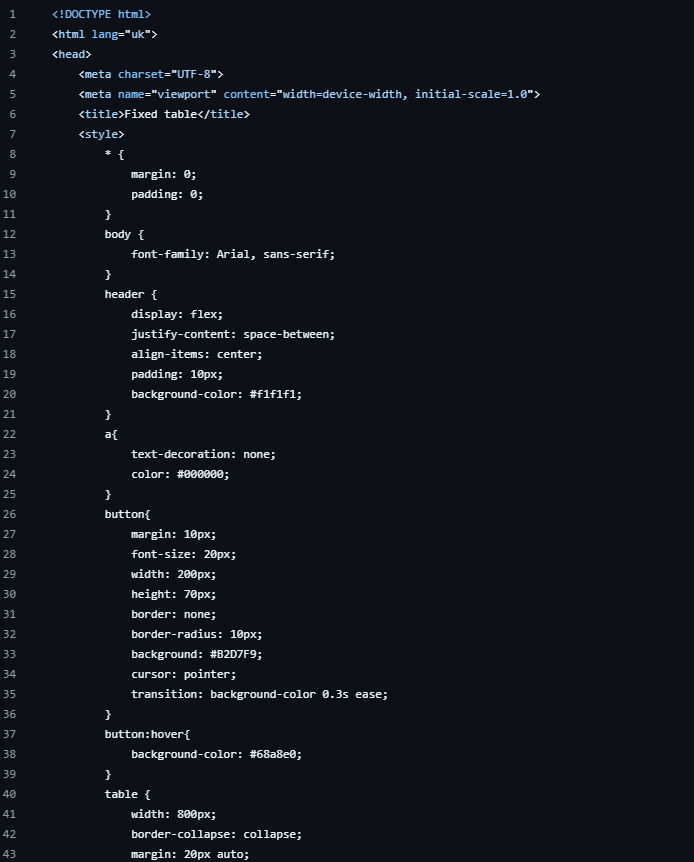 1 <!DOCTYPE html>
2 <html lang="uk">
3 <head>
4 <meta charset="UTF-8">
5 <meta name="viewport" content="width=device-width, initial-scale=1.0">
6 <title>Fixed table</title>
7 <style>
8 * {
9 margin: 0;
10 padding: 0;
11 }
12 body {
13 font-family: Arial, sans-serif;
14 }
15 header {
16 display: flex;
17 justify-content: space-between;
18 align-items: center;
19 padding: 10px;
20 background-color: #f1f1f1;
21 }
22 a{
23 text-decoration: none;
24 color: #000000;
25 }
26 button{
27 margin: 10px;
28 font-size: 20px;
29 width: 200px;
30 height: 70px;
31 border: none;
32 border-radius: 10px;
33 background: #B2D7F9;
34 cursor: pointer;
35 transition: background-color 0.3s ease;
36 }
37 button:hover{
38 background-color: #68a8e0;
39 }
40 table {
41 width: 800px;
42 border-collapse: collapse;
43 margin: 20px auto;